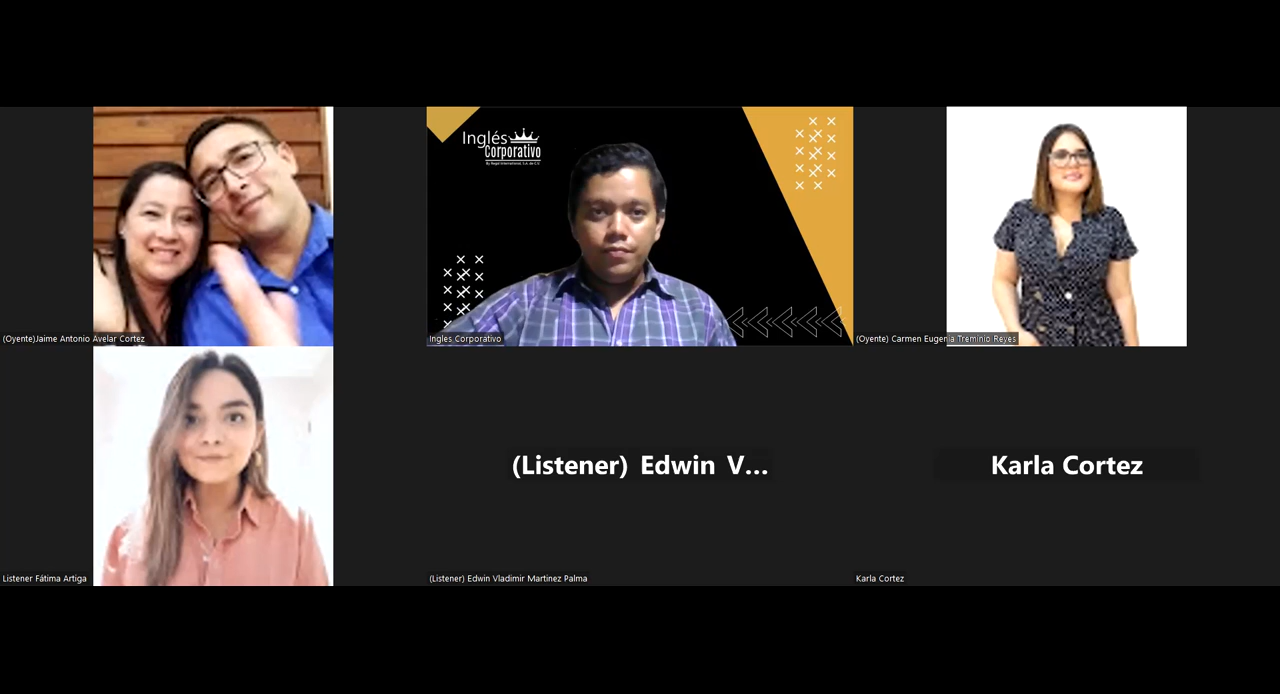 Inglés
Corporativo
By Regal International, S.A. de C.V.
(Oyente)Jaime Antonio Avelar Cortez
Ingles Corporativo
(Oyente) Carmen Eugenia Treminio Reyes
(Listener) Edwin V...
Karla Cortez
Listener Fátima Artiga
(Listener) Edwin Vladimir Martinez Palma
Karla Cortez